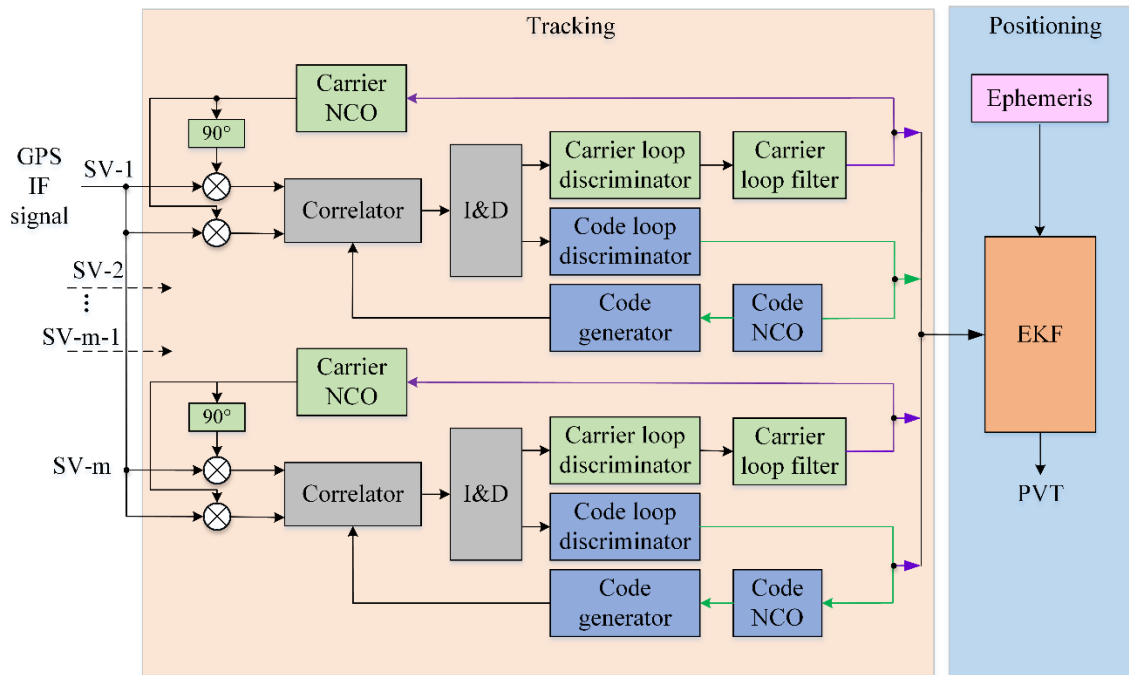 Tracking
Positioning
Carrier
NCO
Ephemeris
90°
GPS
IF
signal
SV-1
Correlator
I&D
Carrier loop
discriminator
Carrier
loop filter
Code loop
discriminator
SV-2
⋮
SV-m-1
Code
generator
Code
NCO
EKF
Carrier
NCO
90°
SV-m
Correlator
I&D
Carrier loop
discriminator
Carrier
loop filter
PVT
Code loop
discriminator
Code
generator
Code
NCO